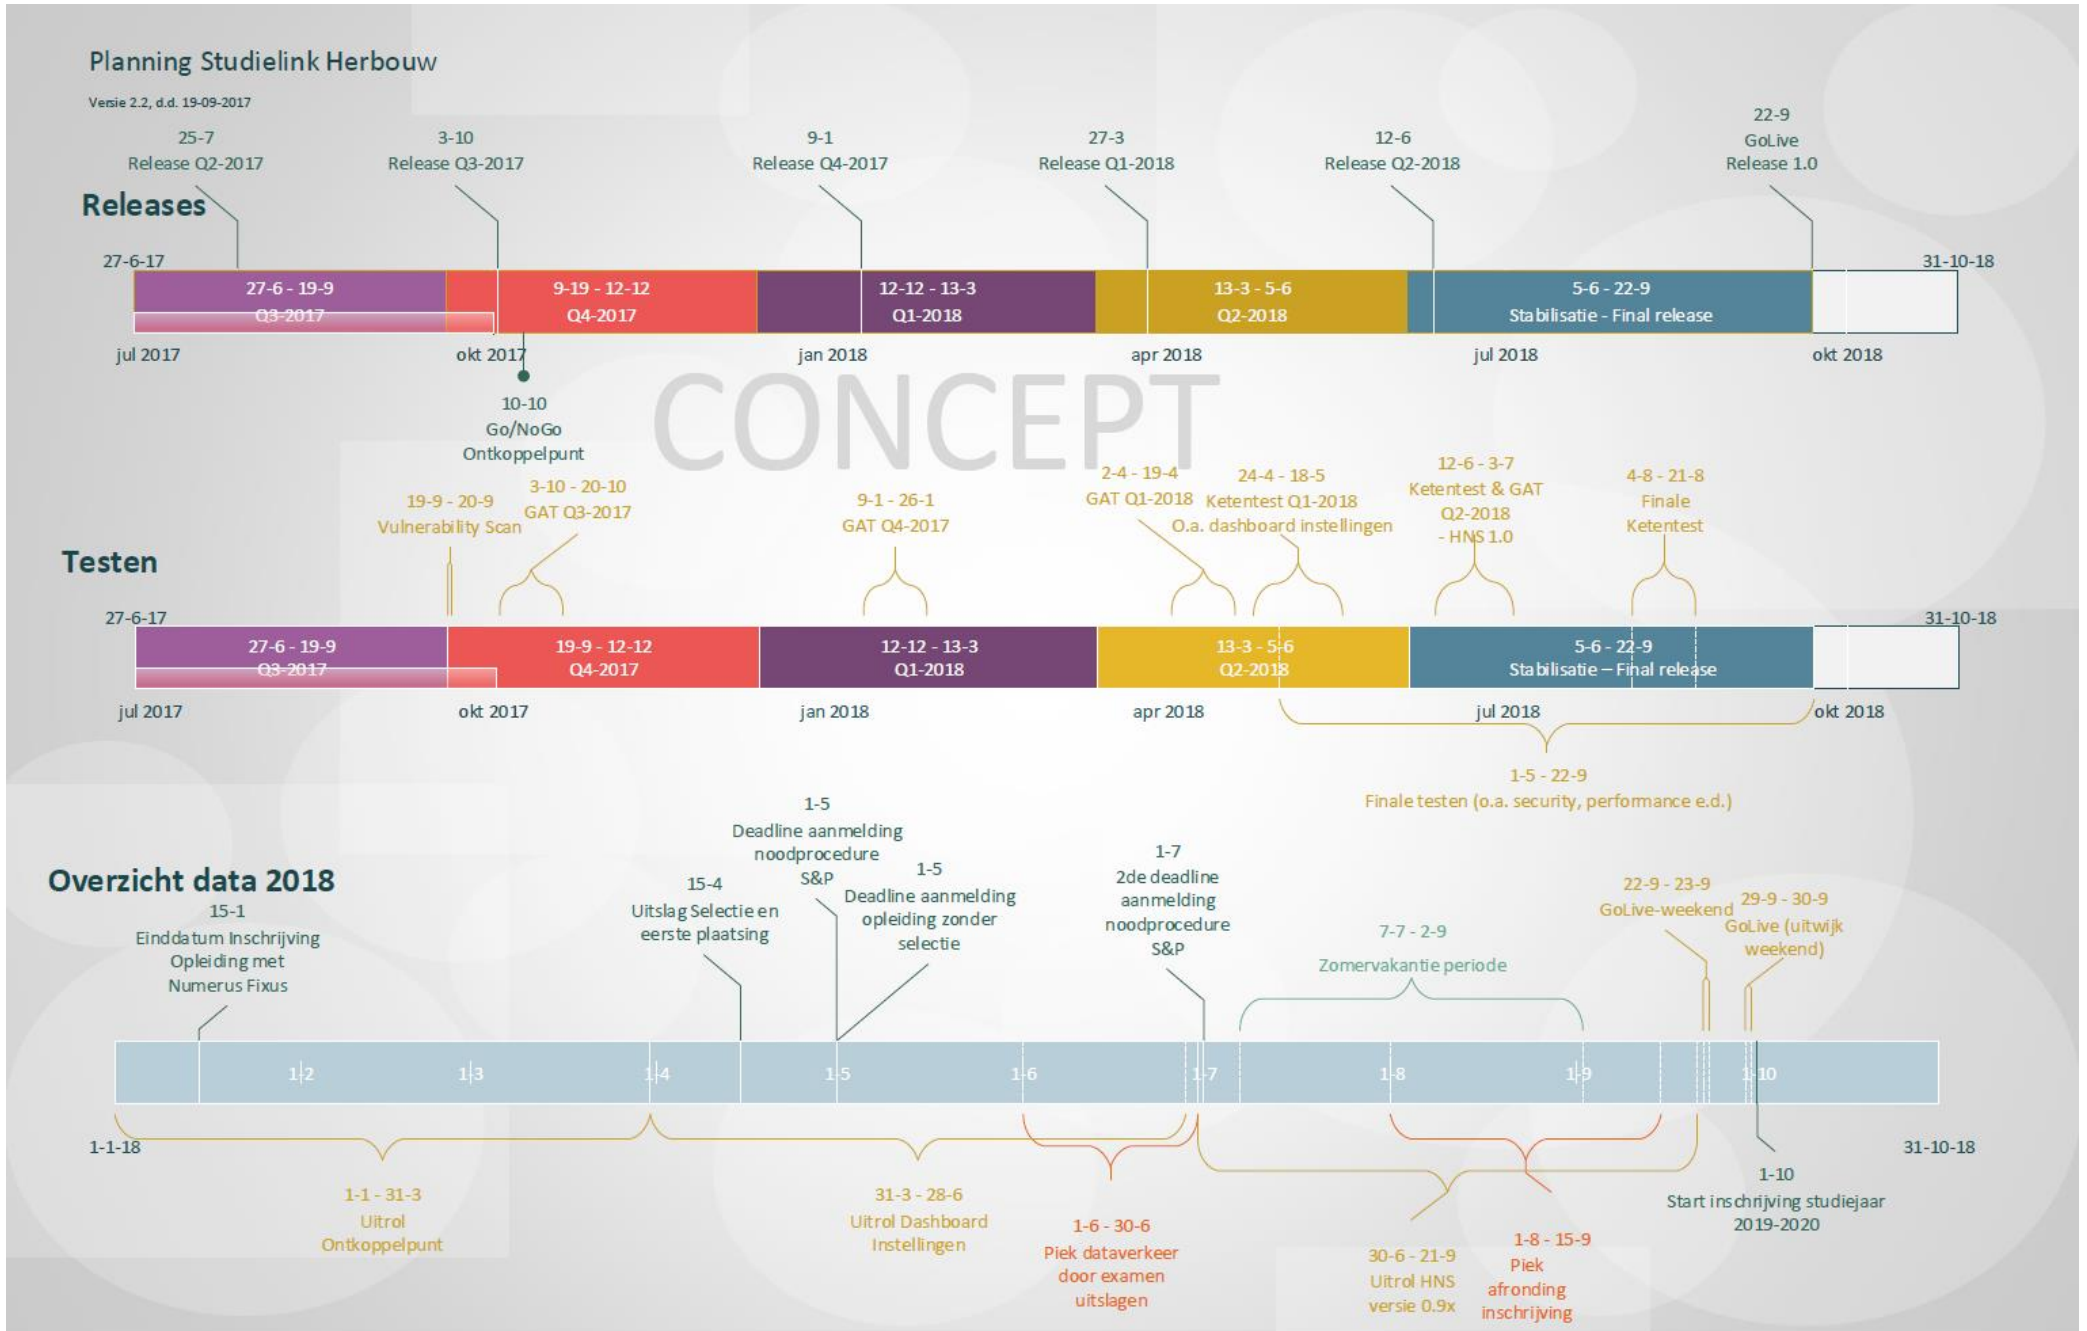 Planning Studielink Herbouw
Versie 2.2, d.d. 19-09-2017
25-7
Release Q2-2017
3-10
Release Q3-2017
9-1
Release Q4-2017
27-3
Release Q1-2018
12-6
Release Q2-2018
22-9
GoLive
Release 1.0
Releases
27-6-17
31-10-18
27-6 - 19-9
Q3-2017
9-19 - 12-12
Q4-2017
12-12 - 13-3
Q1-2018
13-3 - 5-6
Q2-2018
5-6 - 22-9
Stabilisatie - Final release
jul 2017
okt 2017
jan 2018
apr 2018
jul 2018
okt 2018
CONCEPT
10-10
Go/NoGo
Ontkoppelpunt
19-9 - 20-9
Vulnerability Scan
3-10 - 20-10
GAT Q3-2017
9-1 - 26-1
GAT Q4-2017
2-4 - 19-4
GAT Q1-2018
24-4 - 18-5
Ketentest Q1-2018
O.a. dashboard instellingen
12-6 - 3-7
Ketentest & GAT
Q2-2018
- HNS 1.0
4-8 - 21-8
Finale
Ketentest
Testen
27-6-17
31-10-18
27-6 - 19-9
Q3-2017
19-9 - 12-12
Q4-2017
12-12 - 13-3
Q1-2018
13-3 - 5-6
Q2-2018
5-6 - 22-9
Stabilisatie – Final release
jul 2017
okt 2017
jan 2018
apr 2018
jul 2018
okt 2018
1-5 - 22-9
Finale testen (o.a. security, performance e.d.)
Overzicht data 2018
15-1
Einddatum Inschrijving
Opleiding met
Numerus Fixus
15-4
Uitslag Selectie en
eerste plaatsing
1-5
Deadline aanmelding
noodprocedure
S&P
1-5
Deadline aanmelding
opleiding zonder
selectie
1-7
2de deadline
aanmelding
noodprocedure
S&P
7-7 - 2-9
Zomervakantie periode
22-9 - 23-9
GoLive-weekend
29-9 - 30-9
GoLive (uitwijk
weekend)
1-2
1-3
1-4
1-5
1-6
1-7
1-8
1-9
1-10
1-1-18
31-10-18
1-1 - 31-3
Uitrol
Ontkoppelpunt
31-3 - 28-6
Uitrol Dashboard
Instellingen
1-6 - 30-6
Piek dataverkeer
door examen
uitslagen
30-6 - 21-9
Uitrol HNS
versie 0.9x
1-8 - 15-9
Piek
afronding
inschrijving
1-10
Start inschrijving studiejaar
2019-2020